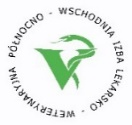 PÓŁNOCNO - WSCHODNIA IZBA LEKARSKO - WETERYNARYJNA